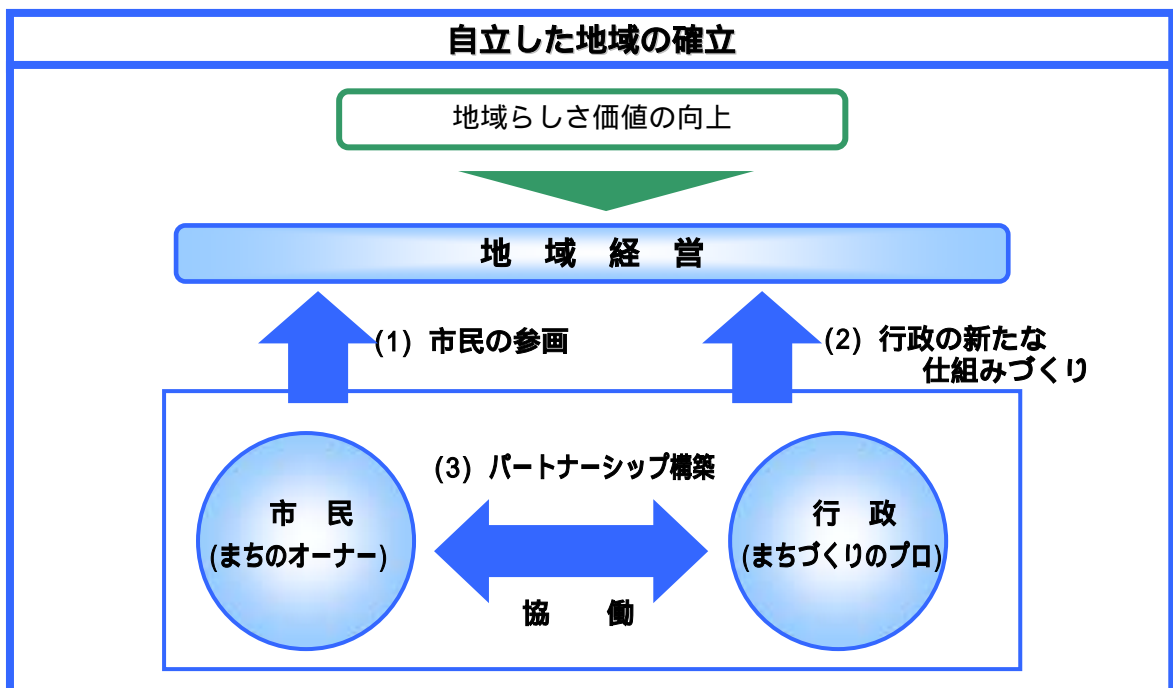 自立した地域の確立
地域らしさ価値の向上
地 域 経 営
(1) 市民の参画
(2) 行政の新たな
仕組みづくり
(3) パートナーシップ構築
市 民
(まちのオーナー)
行 政
(まちづくりのプロ)
協 働